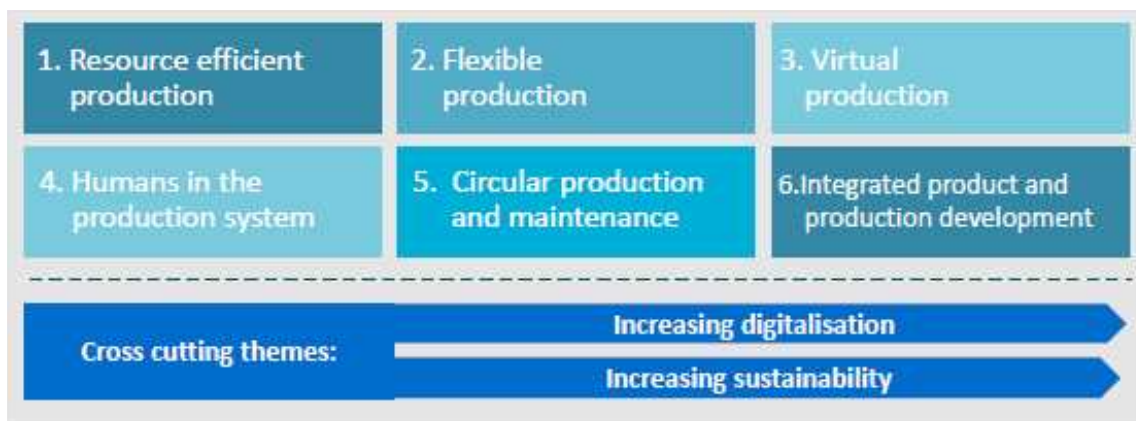 1. Resource efficient
production
2. Flexible
production
3. Virtual
production
4. Humans in the
production system
5. Circular production
and maintenance
6.Integrated product and
production development
Cross cutting themes:
Increasing digitalisation
Increasing sustainability